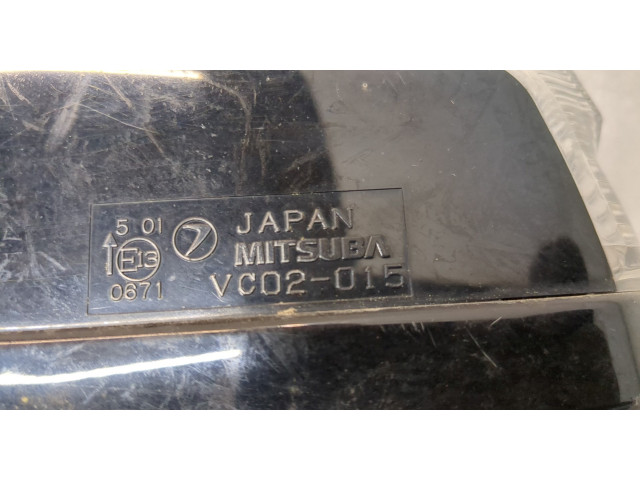 5 01
E13
0671
JAPAN
MITSUBA
VC02-015